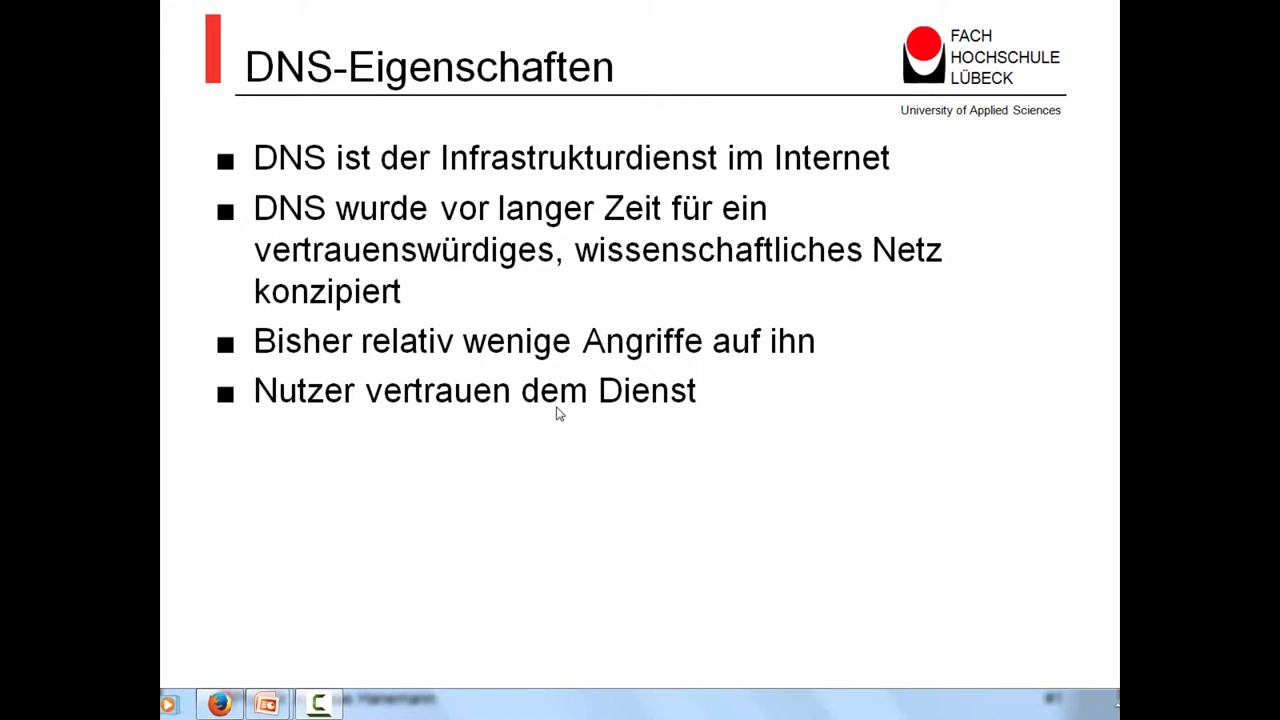 DNS-Eigenschaften
FACH
HOCHSCHULE
LÜBECK
University of Applied Sciences
■ DNS ist der Infrastrukturdienst im Internet
■ DNS wurde vor langer Zeit für ein
vertrauenswürdiges, wissenschaftliches Netz
konzipiert
■ Bisher relativ wenige Angriffe auf ihn
■ Nutzer vertrauen dem Dienst
Hanemann